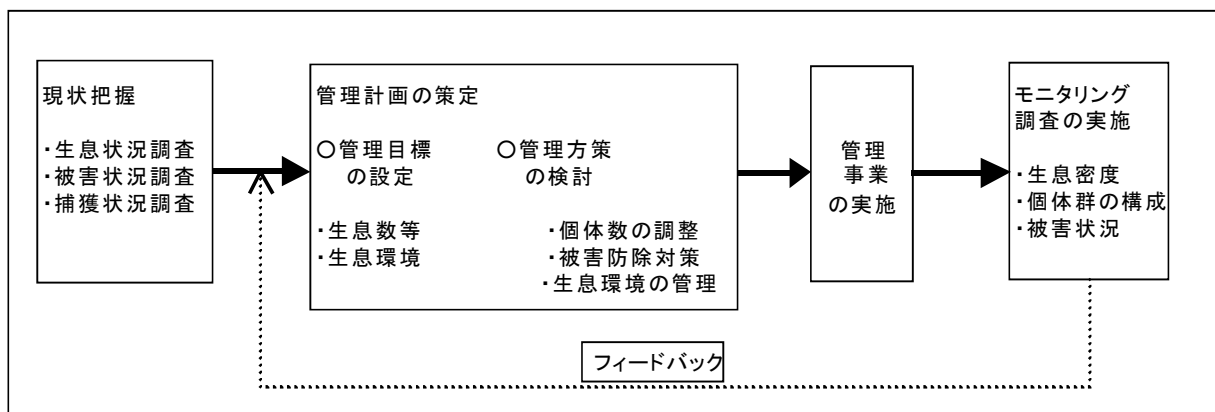 現状把握
・生息状況調査
・被害状況調査
・捕獲状況調査
管理計画の策定
○管理目標
の設定
・生息数等
・生息環境
○管理方策
の検討
・個体数の調整
・被害防除対策
・生息環境の管理
管理
事業
の実施
モニタリング
調査の実施
・生息密度
・個体群の構成
・被害状況
フィードバック